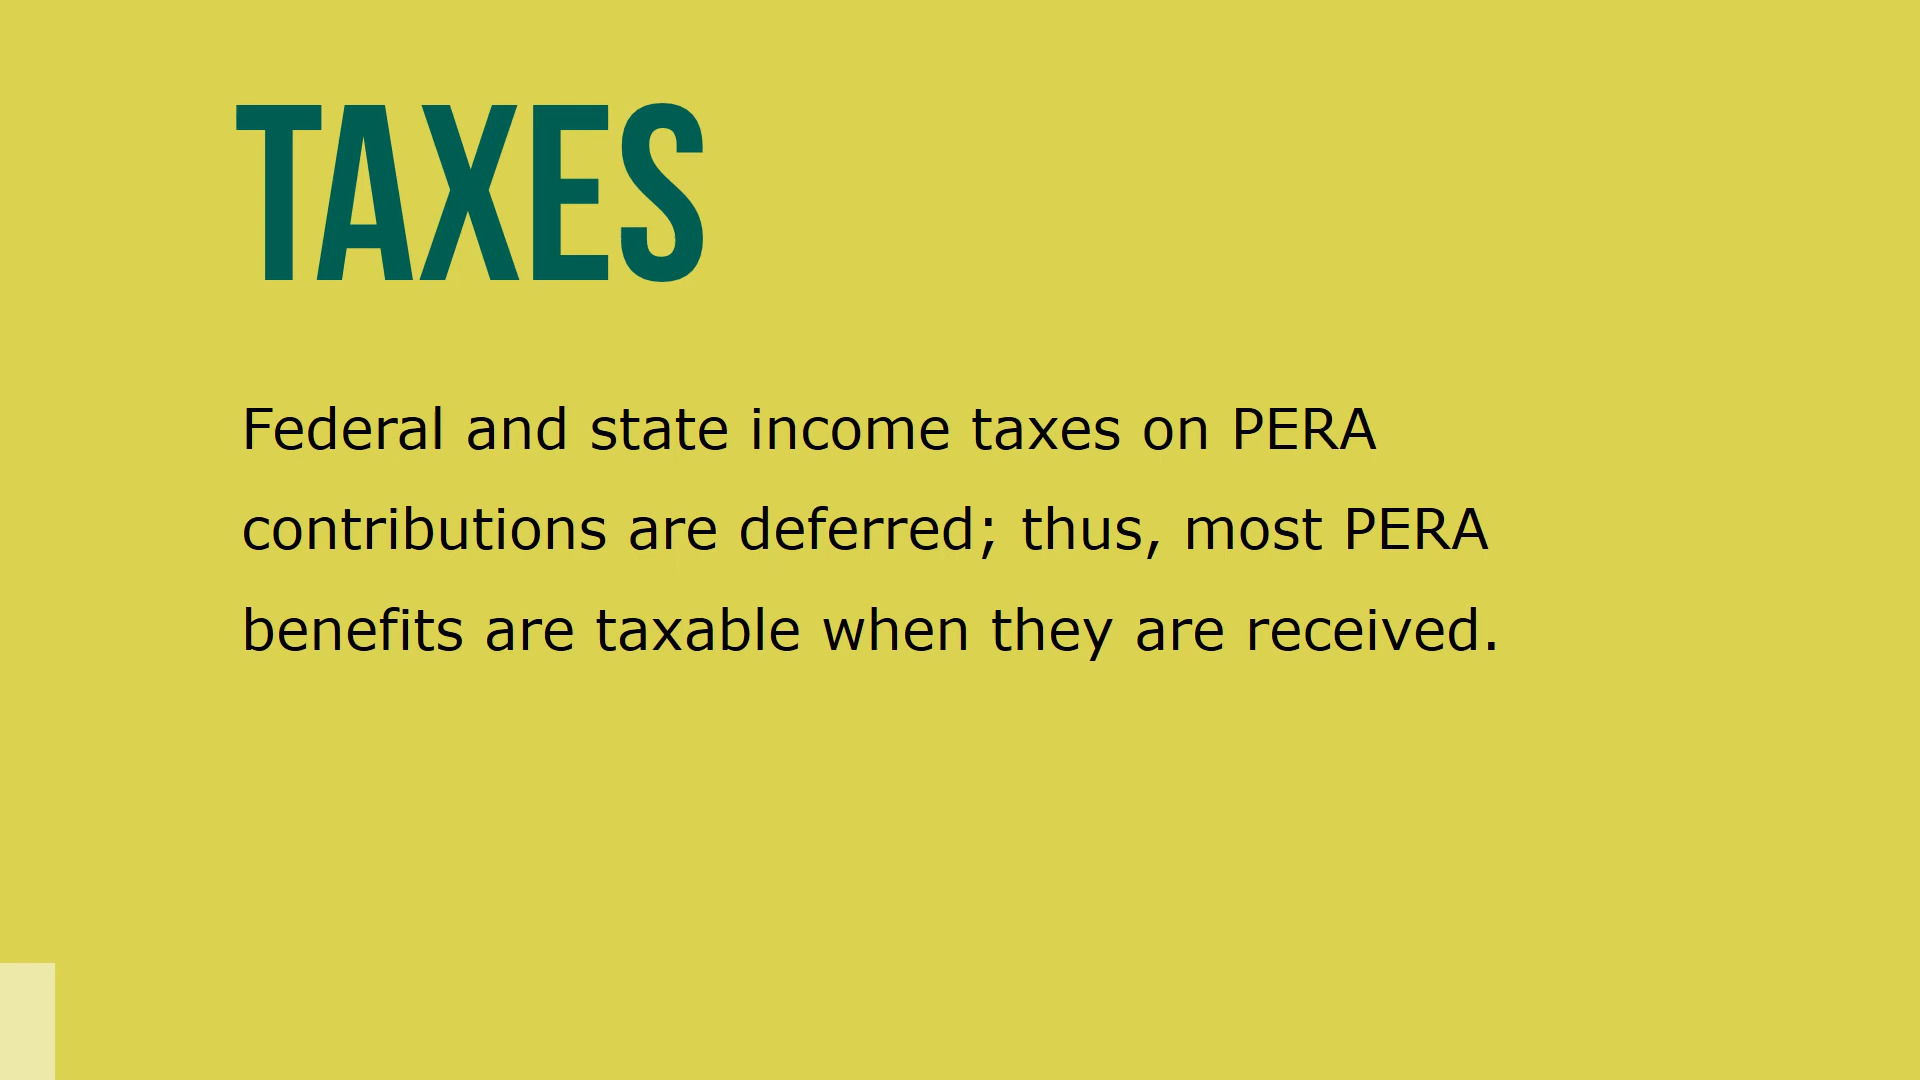 TAXES
Federal and state income taxes on PERA
contributions are deferred; thus, most PERA
benefits are taxable when they are received.